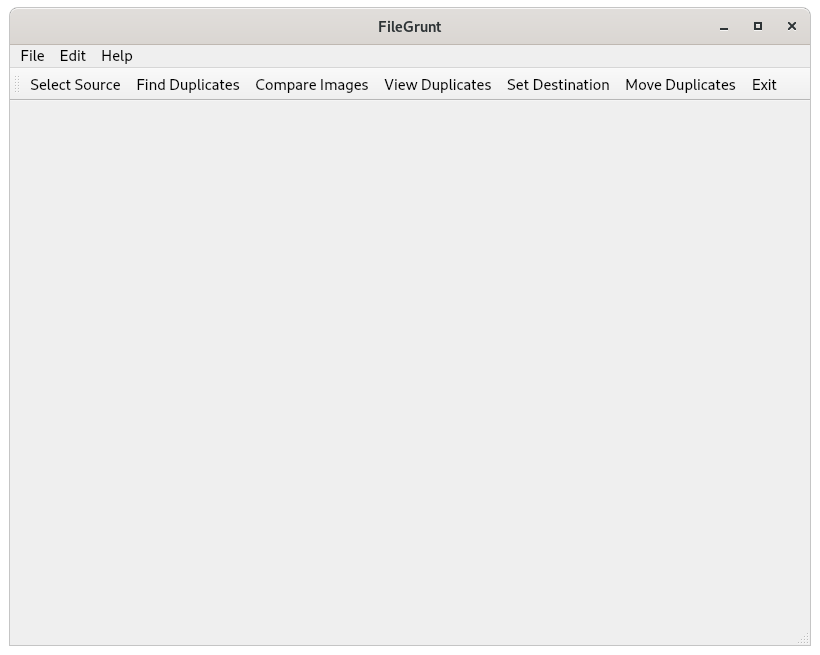 FileGrunt
File Edit Help
Select Source Find Duplicates Compare Images View Duplicates Set Destination Move Duplicates Exit